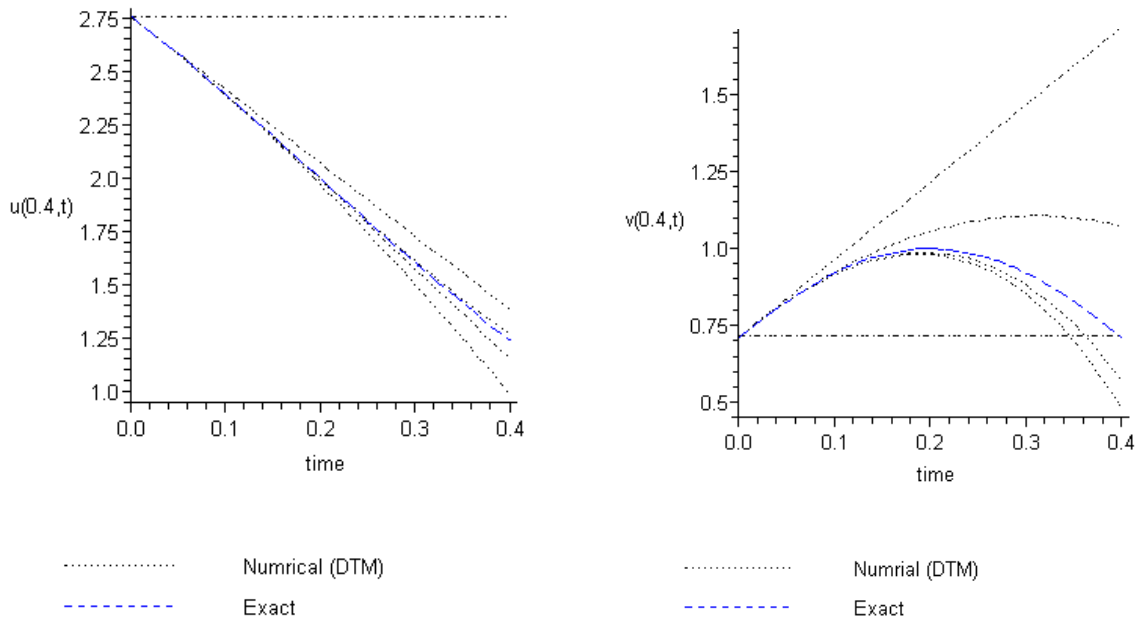 2.75
2.5
2.25
2.0
u(0.4,t)
1.75
1.5
1.25
1.0
0.0 0.1 0.2 0.3 0.4
time
Numrical (DTM)
Exact
1.5
1.25
v(0.4,t)
1.0
0.75
0.5
0.0 0.1 0.2 0.3 0.4
time
Numrial (DTM)
Exact